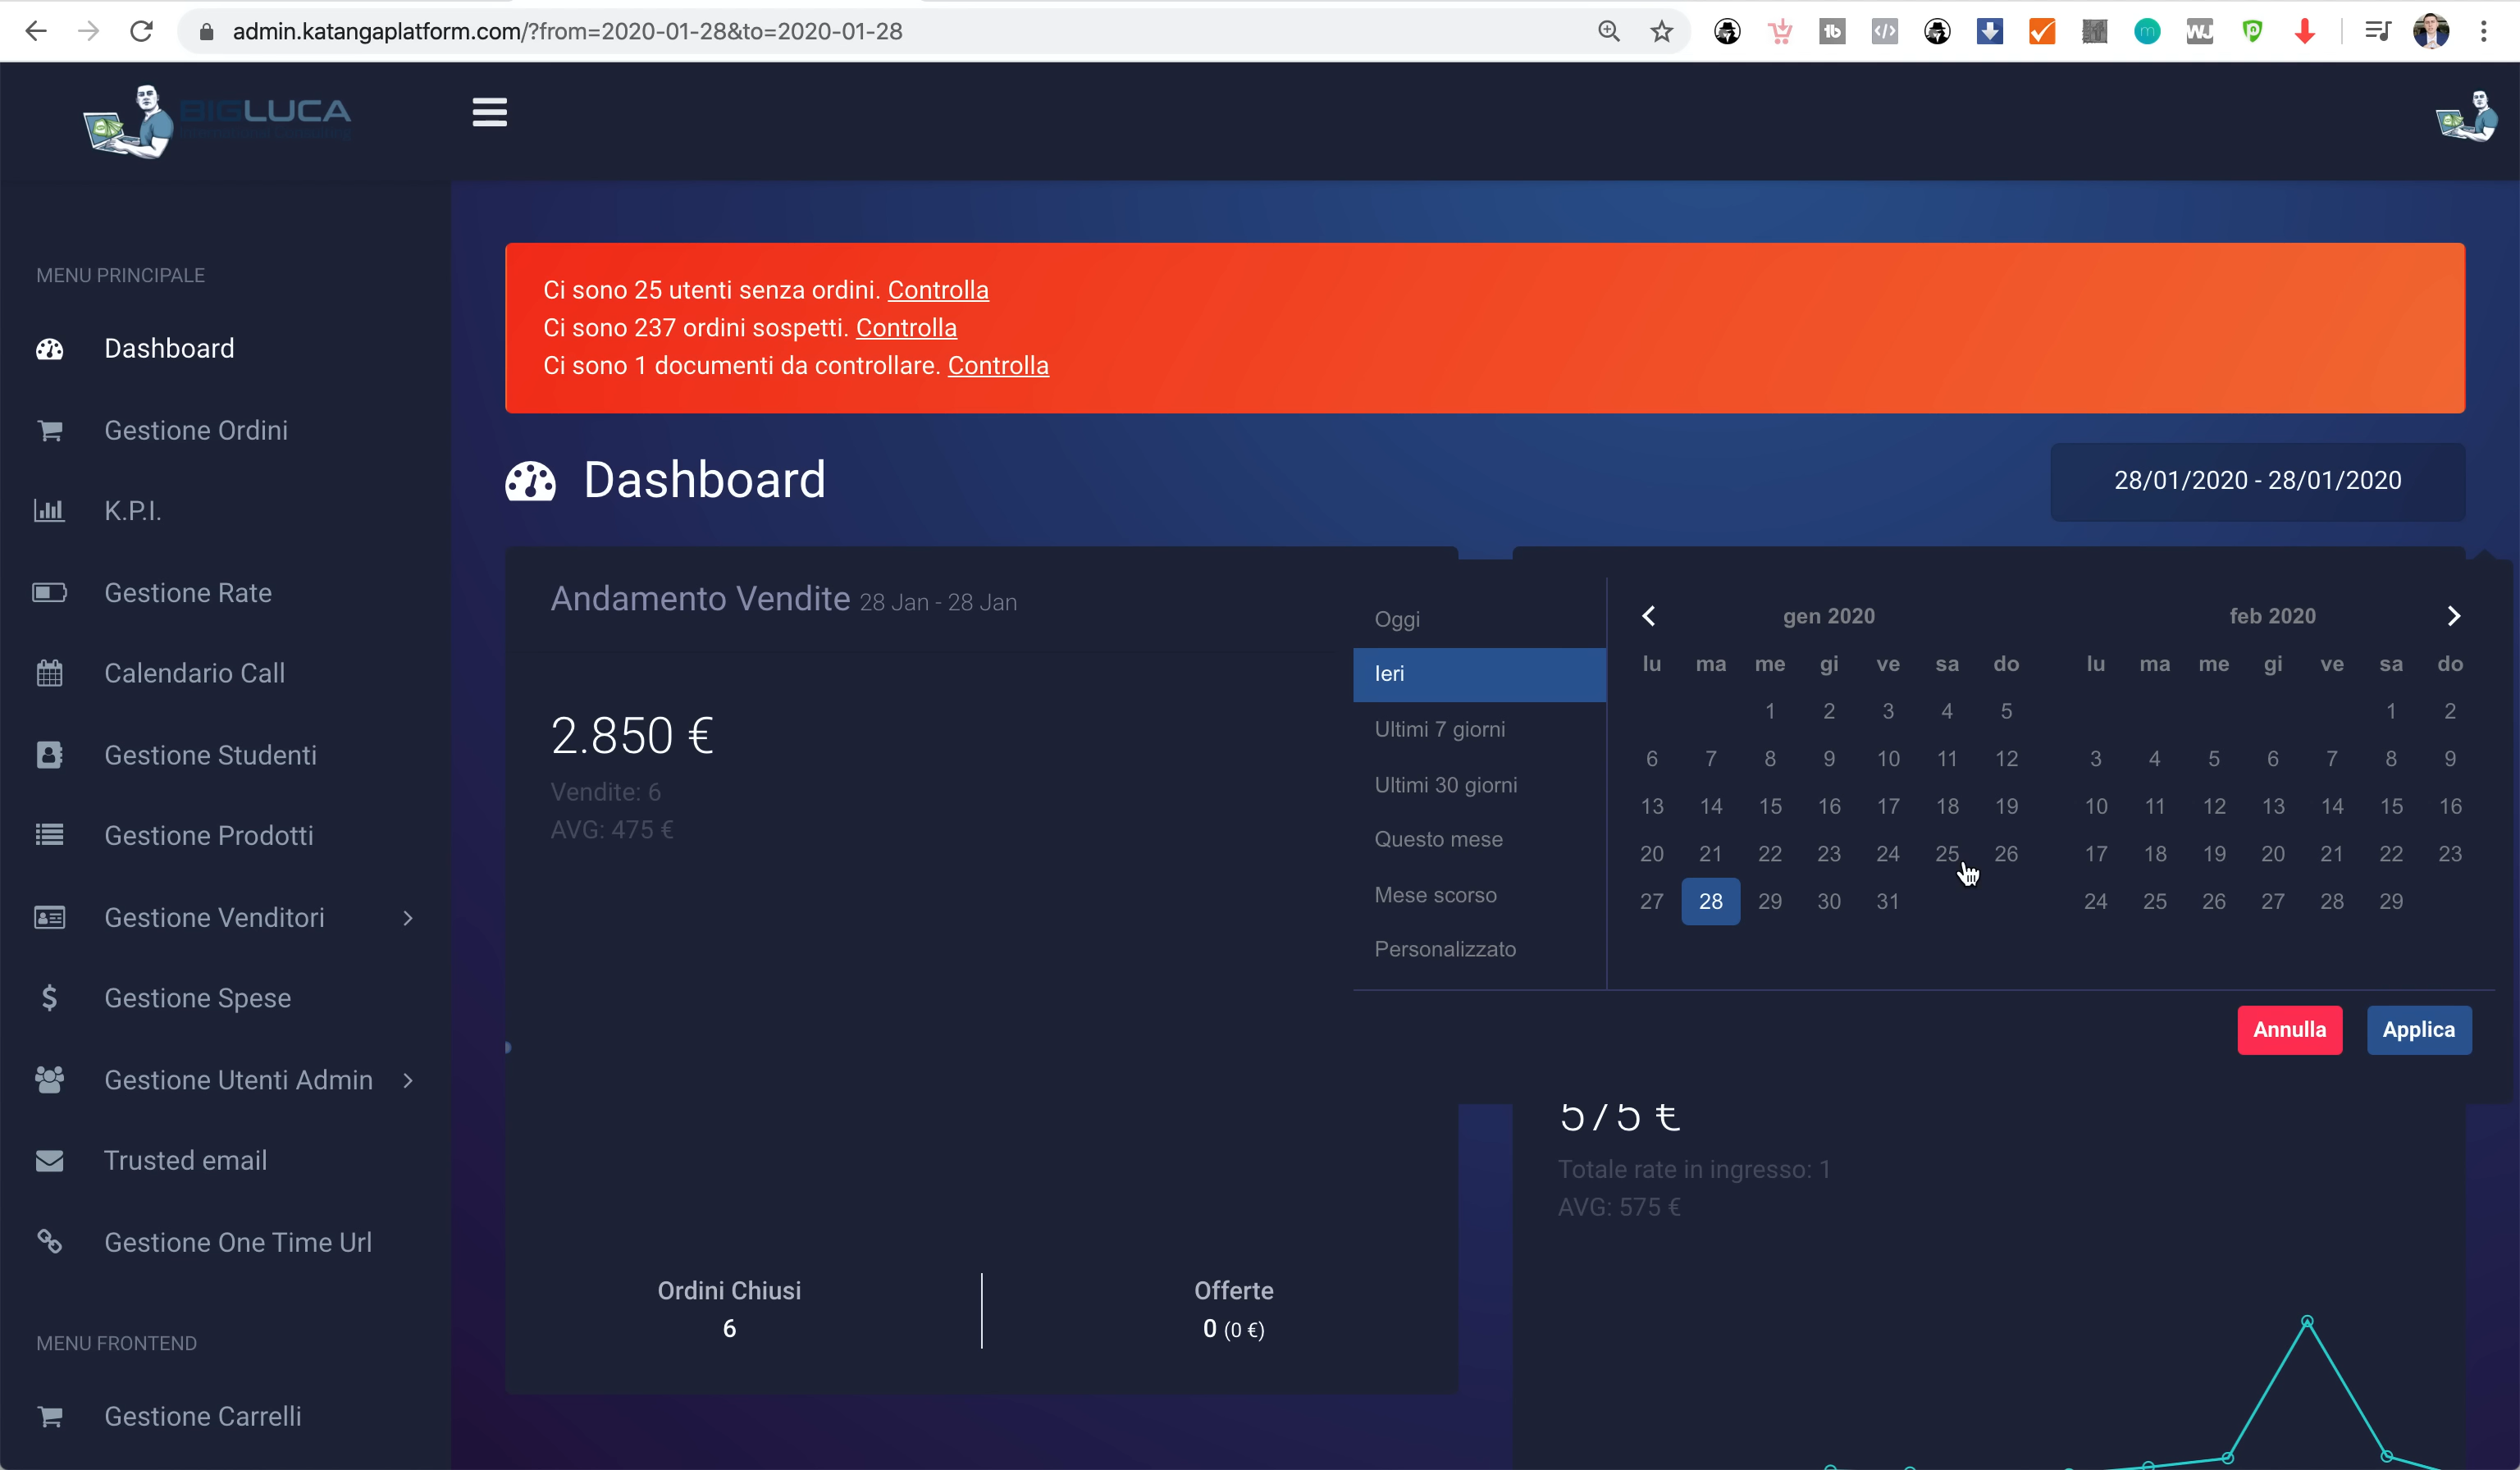 admin.katangaplatform.com/?from=2020-01-28&to=2020-01-28
BIGLUCA
MENU PRINCIPALE
Dashboard
Gestione Ordini
K.P.I.
Gestione Rate
Calendario Call
Gestione Studenti
Gestione Prodotti
Gestione Venditori
Gestione Spese
Gestione Utenti Admin
Trusted email
Gestione One Time Url
MENU FRONTEND
Gestione Carrelli
Ci sono 25 utenti senza ordini. Controlla
Ci sono 237 ordini sospetti. Controlla
Ci sono 1 documenti da controllare. Controlla
Dashboard
28/01/2020 - 28/01/2020
Andamento Vendite 28 Jan - 28 Jan
2.850 €
Vendite: 6
AVG: 475 €
Ordini Chiusi
6
Offerte
0 (0 €)
Oggi
Ieri
Ultimi 7 giorni
Ultimi 30 giorni
Questo mese
Mese scorso
Personalizzato
gen 2020
lu ma me gi ve sa do
1 2 3 4 5
6 7 8 9 10 11 12
13 14 15 16 17 18 19
20 21 22 23 24 25 26
27 28 29 30 31
feb 2020
lu ma me gi ve sa do
1 2
3 4 5 6 7 8 9
10 11 12 13 14 15 16
17 18 19 20 21 22 23
24 25 26 27 28 29
Annulla
Applica
575 €
Totale rate in ingresso: 1
AVG: 575 €